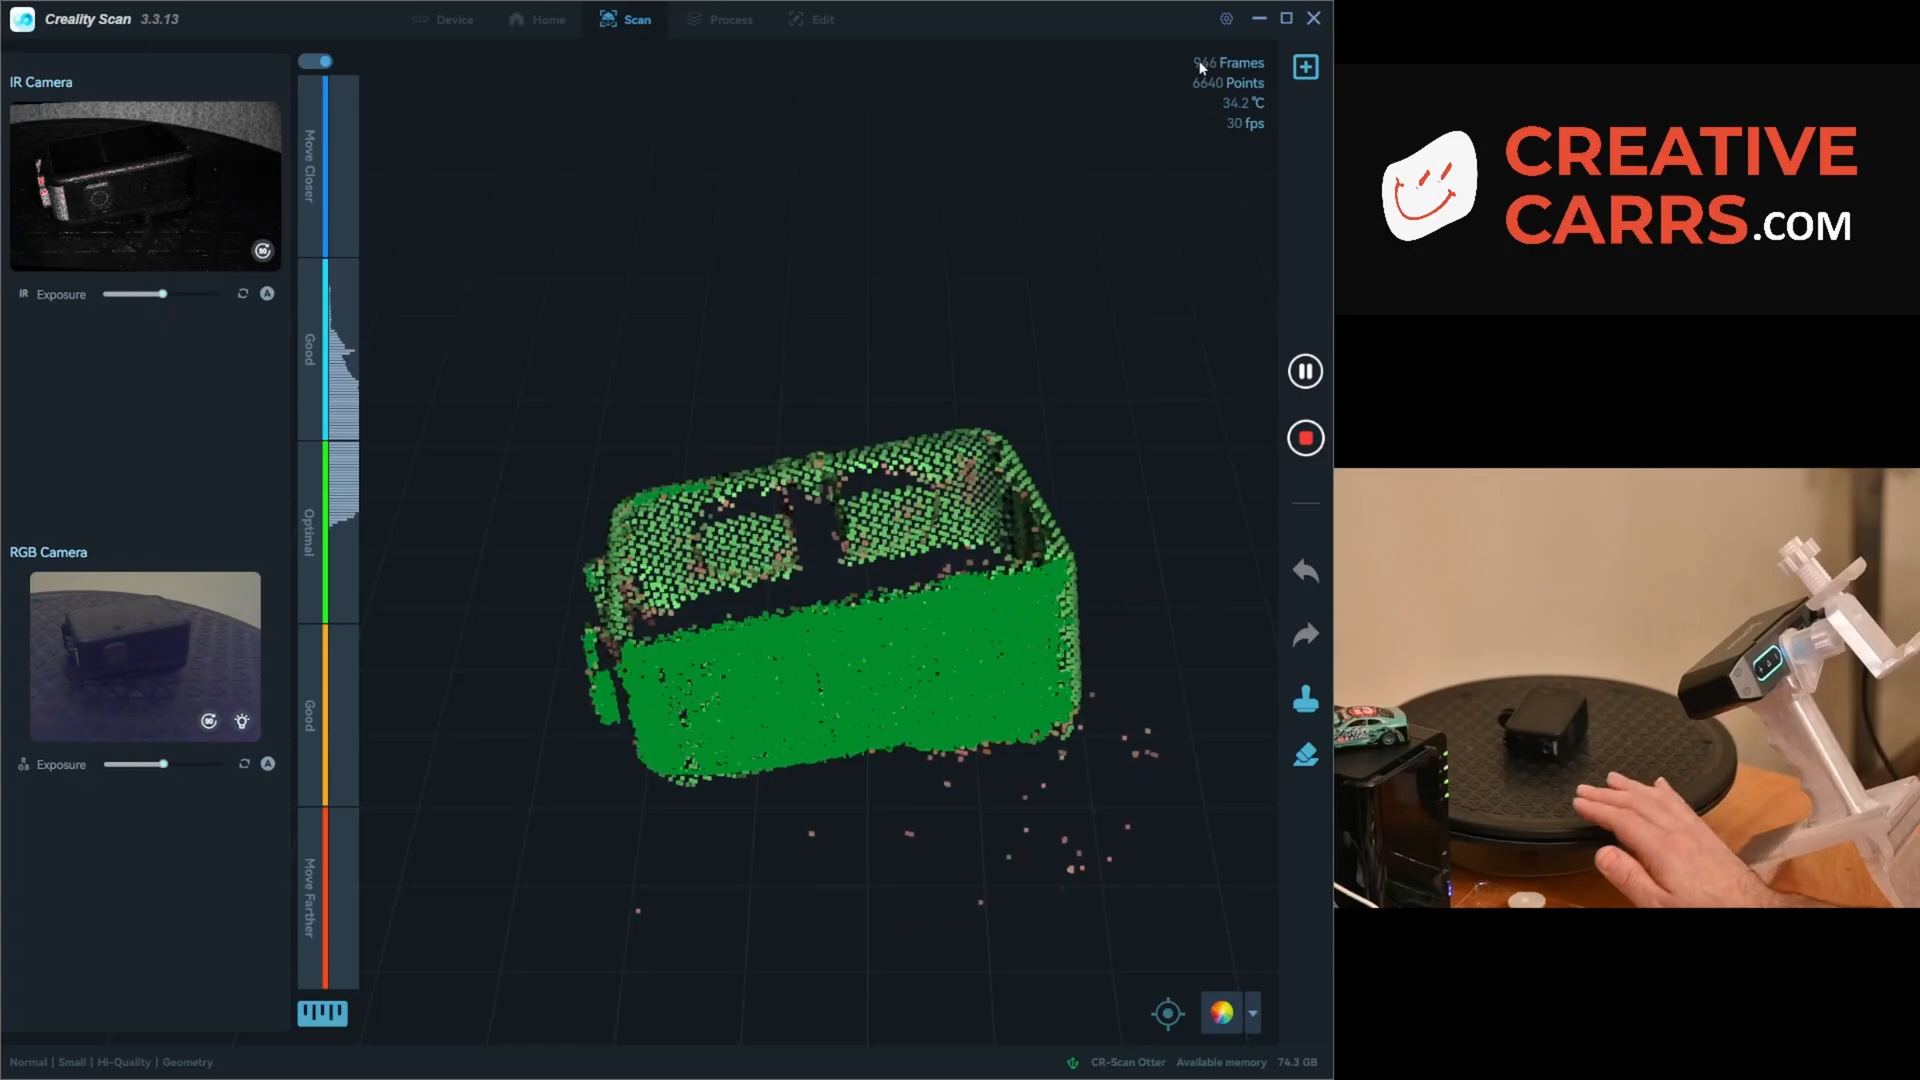 Creality Scan 3.3.13
Device
Home
Scan
Process
Edit
IR Camera
IR Exposure
A
RGB Camera
RGB Exposure
A
Move Closer
Good
Optimal
Good
Move Farther
946 Frames
6640 Points
34.2 ℃
30 fps
CREATIVE
CARRS.COM
Normal | Small | Hi-Quality | Geometry
CR-Scan Otter
Available memory 74.3 GB